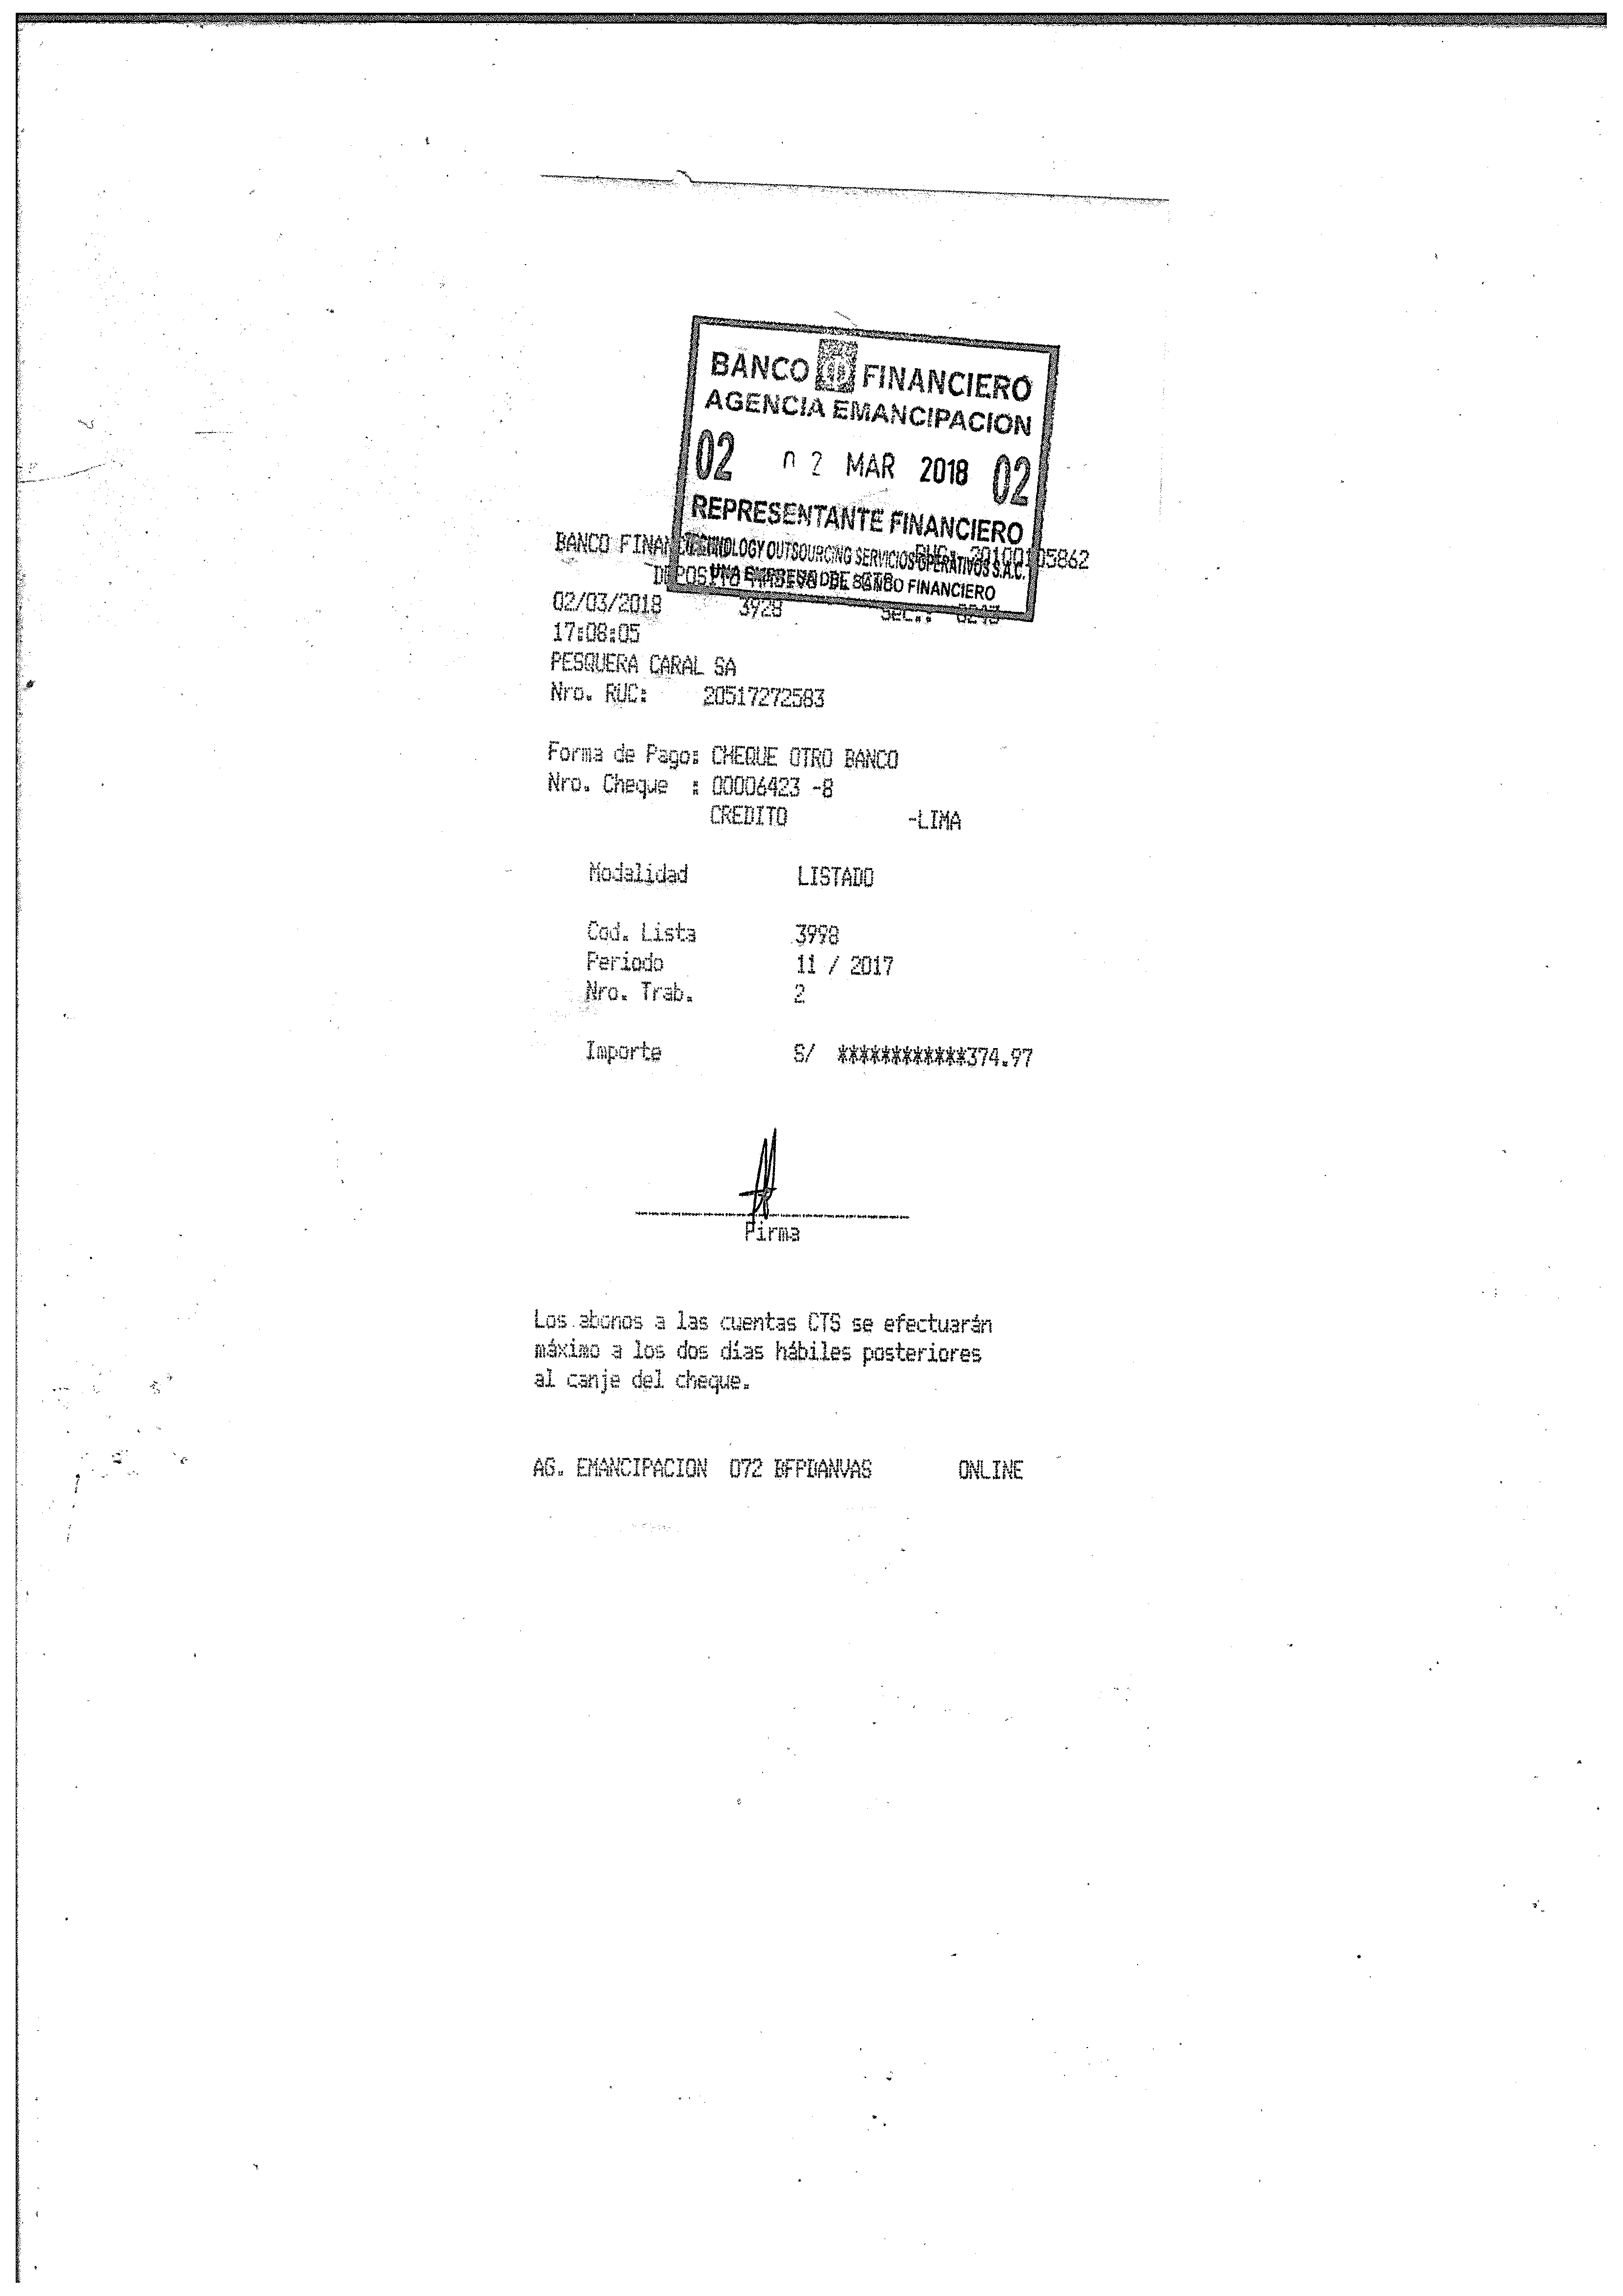 BANCO FINANCIERO
AGENCIA EMANCIPACION
02 02 MAR 2018 02
REPRESENTANTE FINANCIERO
TECHNOLOGY OUTSOURCING SERVICIOS OPERATIVOS S.A.C.
UNA EMPRESA DEL BANCO FINANCIERO
BANCO FINAN RUC: 20100105862
DEPOSITO MASIVO DE CTS
02/03/2018 3928 Sec.: 0243
17:08:05
PESQUERA CARAL SA
Nro. RUC: 20517272583
Forma de Pago: CHEQUE OTRO BANCO
Nro. Cheque : 00006423 -8
CREDITO -LIMA
Modalidad LISTADO
Cod. Lista 3998
Periodo 11 / 2017
Nro. Trab. 2
Importe S/ ************374.97
Firma
Los abonos a las cuentas CTS se efectuarán
máximo a los dos días hábiles posteriores
al canje del cheque.
AG. EMANCIPACION 072 BFPDANVAS ONLINE